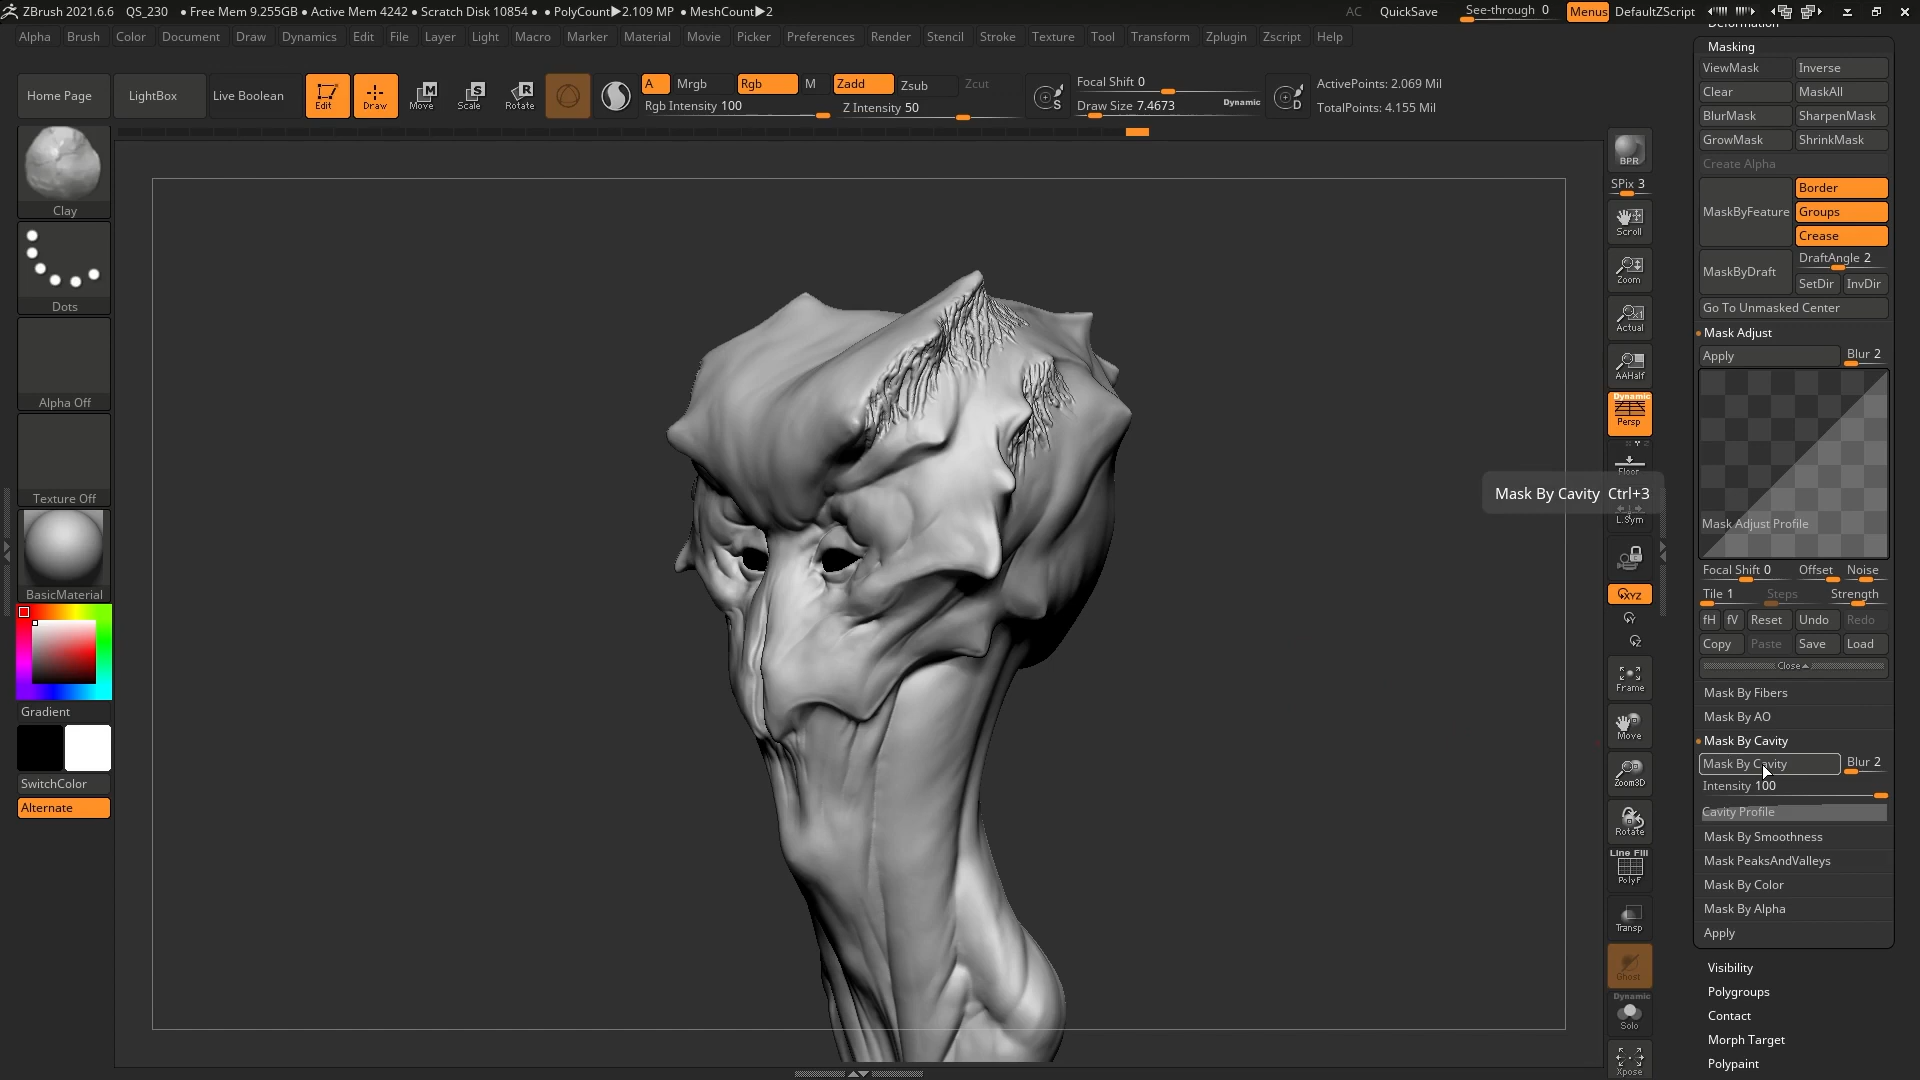 ZBrush 2021.6.6 QS_230 ● Free Mem 9.255GB ● Active Mem 4242 ● Scratch Disk 10854 ● ● PolyCount▶2.109 MP ● MeshCount▶2 AC QuickSave See-through 0 Menus DefaultZScript
Alpha Brush Color Document Draw Dynamics Edit File Layer Light Macro Marker Material Movie Picker Preferences Render Stencil Stroke Texture Tool Transform Zplugin Zscript Help
Home Page LightBox Live Boolean Edit Draw Move Scale Rotate
M S R
A Mrgb Rgb M Zadd Zsub Zcut
Rgb Intensity 100 Z Intensity 50
S
Focal Shift 0
Draw Size 7.4673 Dynamic
D
ActivePoints: 2.069 Mil
TotalPoints: 4.155 Mil
Clay
Dots
Alpha Off
Texture Off
BasicMaterial
Gradient
SwitchColor
Alternate
BPR
SPix 3
Scroll
Zoom
Actual
AAHalf
Dynamic
Persp
Floor
L.Sym
XYZ
Y
Z
Frame
Move
Zoom3D
Rotate
Line Fill
PolyF
Transp
Ghost
Dynamic
Solo
Xpose
Mask By Cavity Ctrl+3
Deformation
Masking
ViewMask Inverse
Clear MaskAll
BlurMask SharpenMask
GrowMask ShrinkMask
Create Alpha
MaskByFeature
Border
Groups
Crease
MaskByDraft
DraftAngle 2
SetDir InvDir
Go To Unmasked Center
Mask Adjust
Apply Blur 2
Mask Adjust Profile
Focal Shift 0 Offset Noise
Tile 1 Steps Strength
fH fV Reset Undo Redo
Copy Paste Save Load
Close
Mask By Fibers
Mask By AO
Mask By Cavity
Mask By Cavity Blur 2
Intensity 100
Cavity Profile
Mask By Smoothness
Mask PeaksAndValleys
Mask By Color
Mask By Alpha
Apply
Visibility
Polygroups
Contact
Morph Target
Polypaint